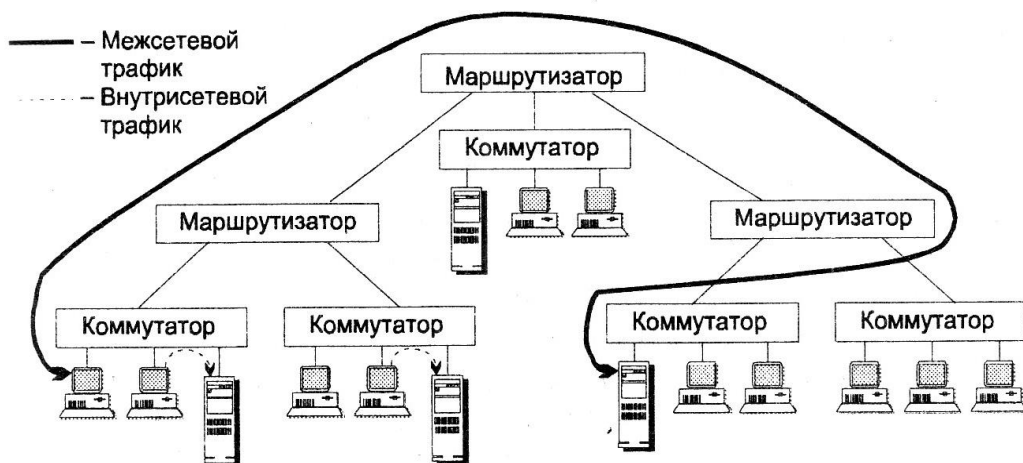 – Межсетевой
трафик
– Внутрисетевой
трафик
Маршрутизатор
Коммутатор
Маршрутизатор
Маршрутизатор
Коммутатор
Коммутатор
Коммутатор
Коммутатор